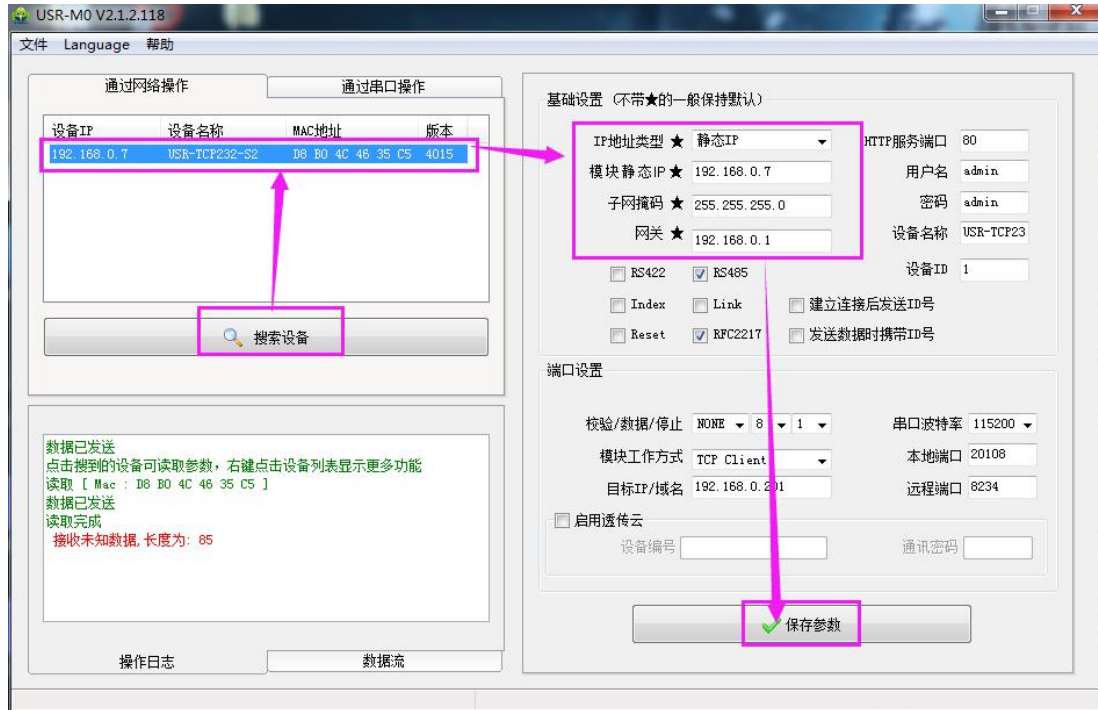 USR-M0 V2.1.2.118
文件 Language 帮助
通过网络操作 通过串口操作
设备IP 设备名称 MAC地址 版本
192.168.0.7 USR-TCP232-S2 D8 B0 4C 46 35 C5 4015
搜索设备
数据已发送
点击搜到的设备可读取参数，右键点击设备列表显示更多功能
读取 [ Mac : D8 B0 4C 46 35 C5 ]
数据已发送
读取完成
接收未知数据,长度为: 85
操作日志 数据流
基础设置（不带★的一般保持默认）
IP地址类型 ★ 静态IP HTTP服务端口 80
模块静态IP ★ 192.168.0.7 用户名 admin
子网掩码 ★ 255.255.255.0 密码 admin
网关 ★ 192.168.0.1 设备名称 USR-TCP23
RS422 RS485 设备ID 1
Index Link 建立连接后发送ID号
Reset RFC2217 发送数据时携带ID号
端口设置
校验/数据/停止 NONE 8 1 串口波特率 115200
模块工作方式 TCP Client 本地端口 20108
目标IP/域名 192.168.0.201 远程端口 8234
启用透传云
设备编号 通讯密码
保存参数